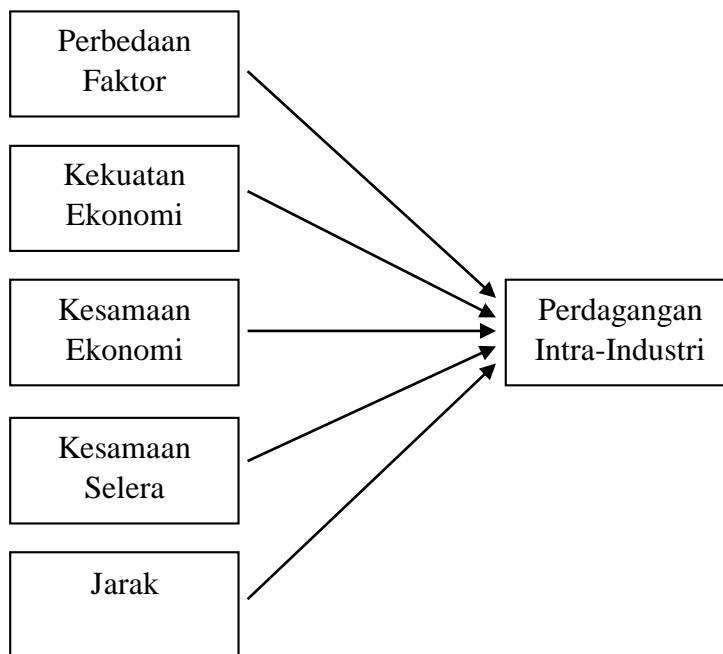 Perbedaan
Faktor
Kekuatan
Ekonomi
Kesamaan
Ekonomi
Perdagangan
Intra-Industri
Kesamaan
Selera
Jarak